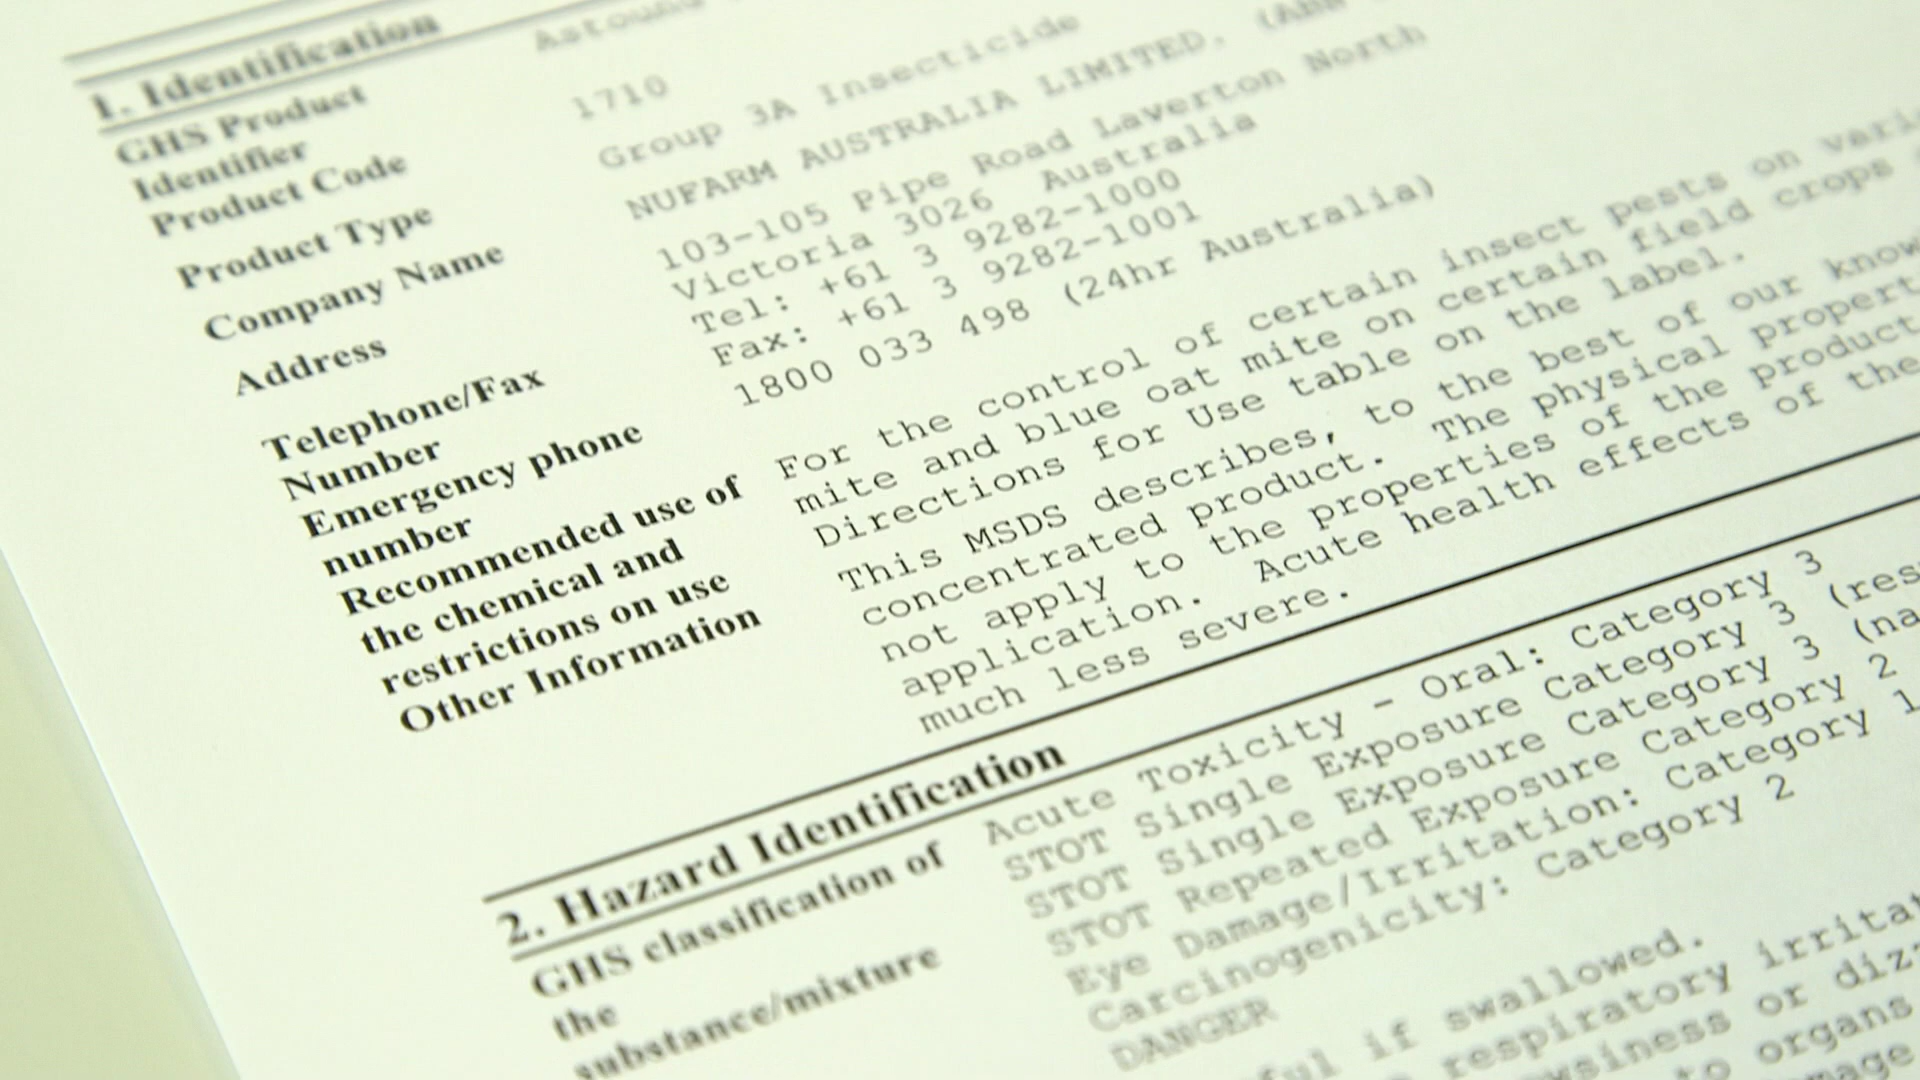 1. Identification
GHS Product Astound
Identifier
Product Code 1710
Product Type Group 3A Insecticide
Company Name NUFARM AUSTRALIA LIMITED.
Address 103-105 Pipe Road Laverton North
Victoria 3026 Australia
Telephone/Fax Tel: +61 3 9282-1000
Number Fax: +61 3 9282-1001
Emergency phone 1800 033 498 (24hr Australia)
number
Recommended use of For the control of certain insect pests on
the chemical and mite and blue oat mite on certain field crops
restrictions on use Directions for Use table on the label.
Other Information This MSDS describes, to the best of our
concentrated product. The physical
not apply to the properties of the product
application. Acute health effects of the
much less severe.
2. Hazard Identification
GHS classification of Acute Toxicity - Oral: Category 3
the STOT Single Exposure Category 3
substance/mixture STOT Single Exposure Category 3
STOT Repeated Exposure Category 2
Eye Damage/Irritation: Category 1
Carcinogenicity: Category 2
DANGER
if swallowed.
respiratory
or
to organs